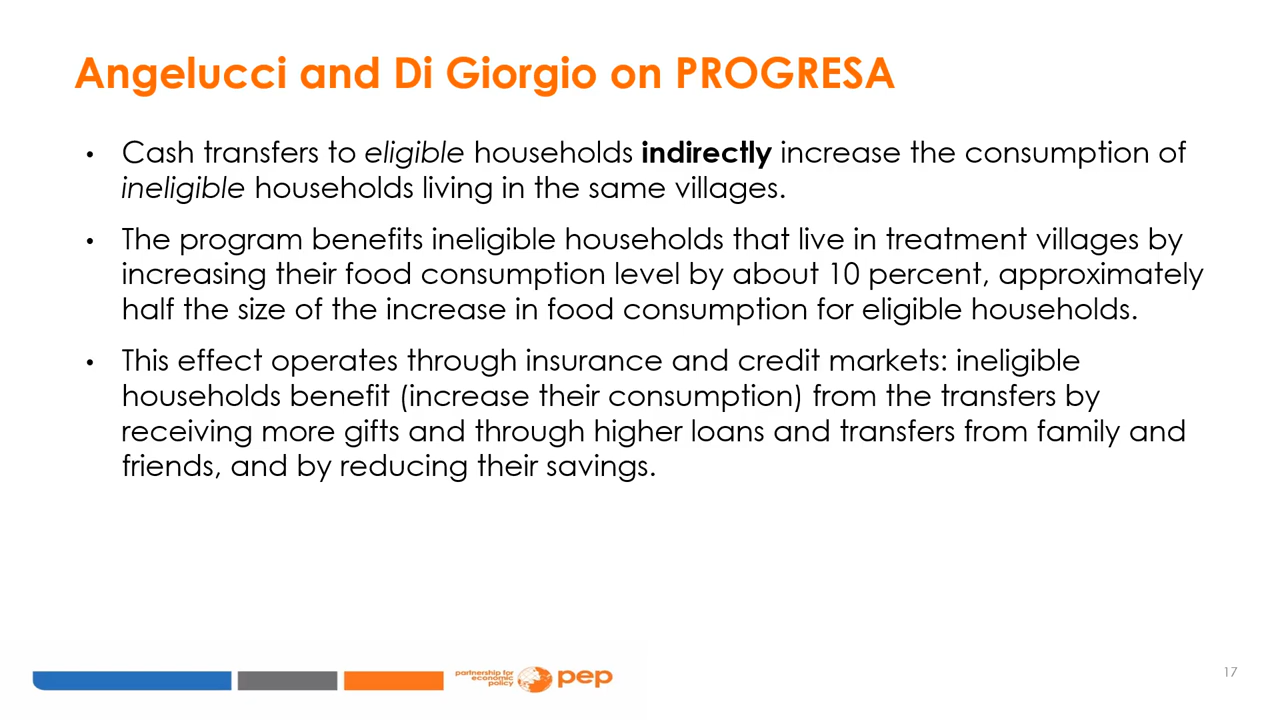 Angelucci and Di Giorgio on PROGRESA
• Cash transfers to eligible households indirectly increase the consumption of
ineligible households living in the same villages.
• The program benefits ineligible households that live in treatment villages by
increasing their food consumption level by about 10 percent, approximately
half the size of the increase in food consumption for eligible households.
• This effect operates through insurance and credit markets: ineligible
households benefit (increase their consumption) from the transfers by
receiving more gifts and through higher loans and transfers from family and
friends, and by reducing their savings.
partnership for
economic
policy
pep
17